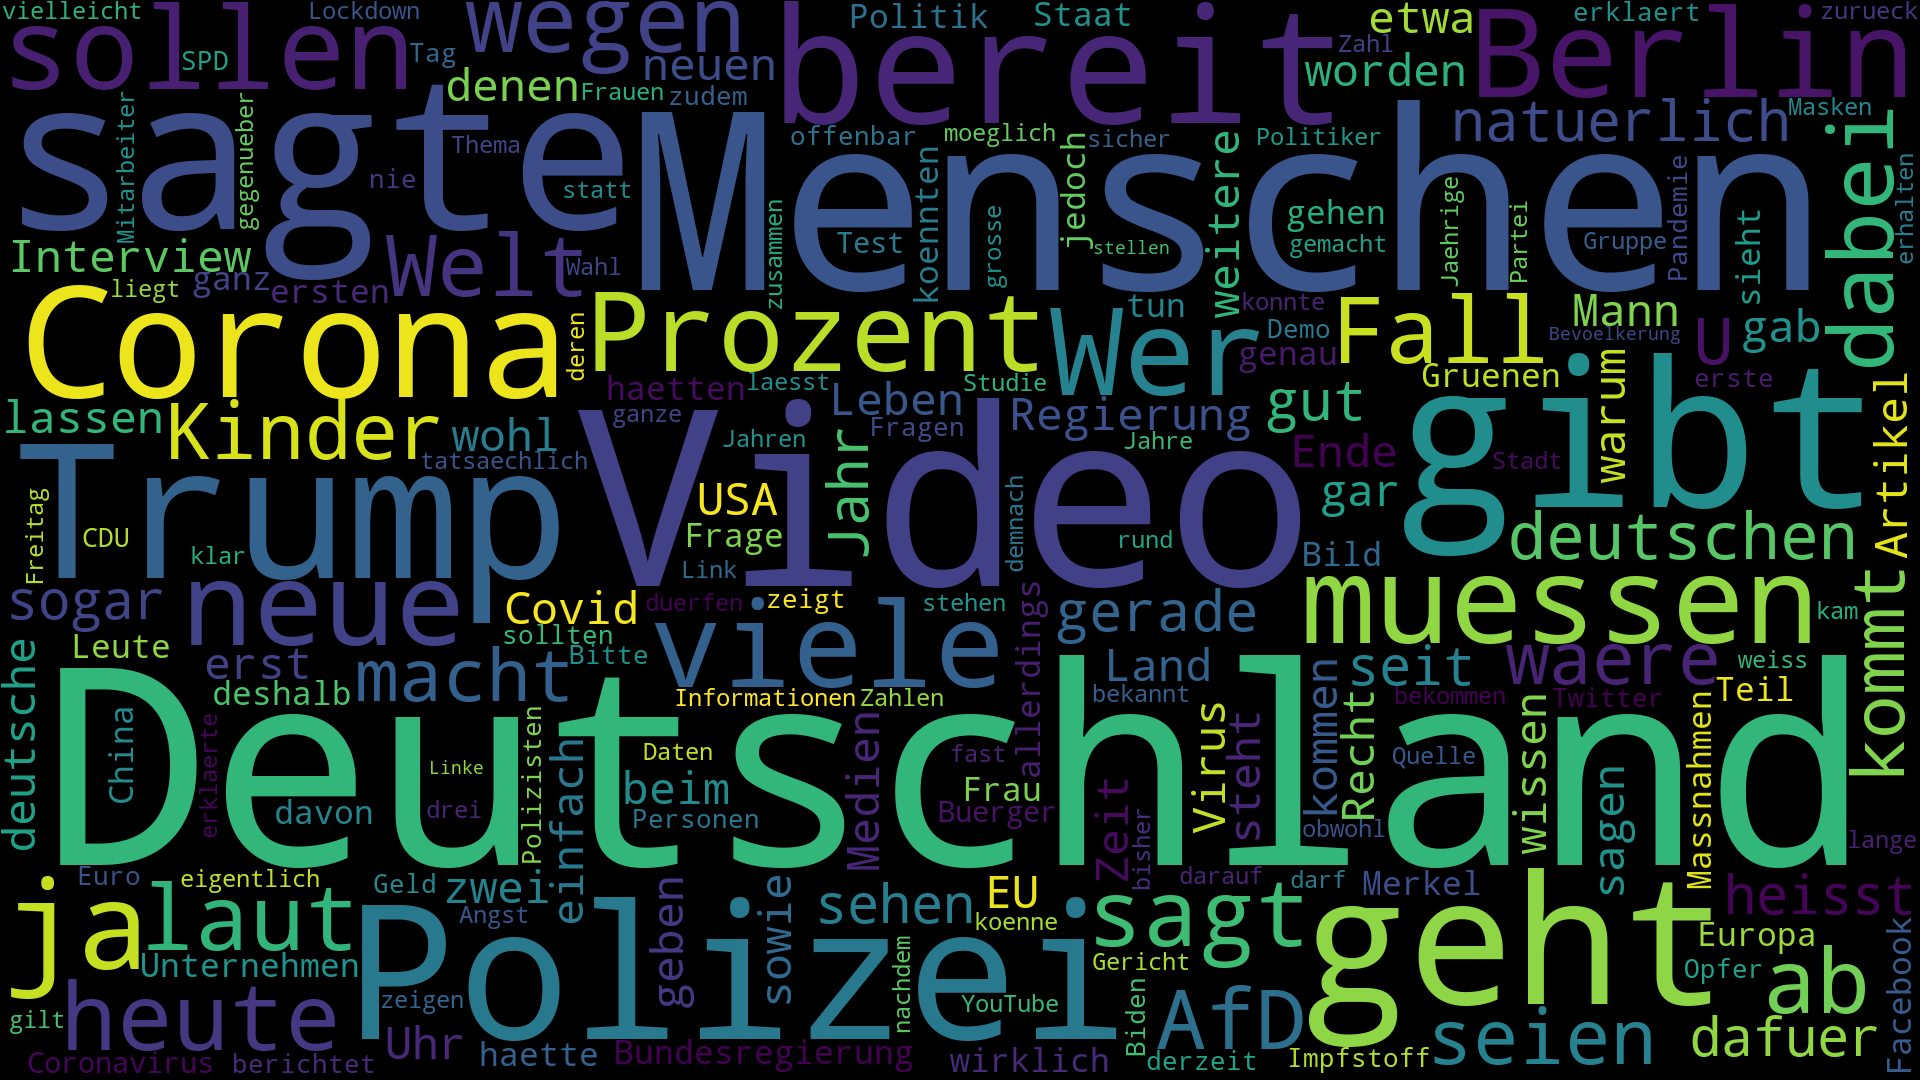 vielleicht Lockdown wegen Politik Staat etwa erklaert zurueck
sollen SPD Tag neuen bereit Zahl worden Berlin
denen Frauen zudem
sagte Menschen natuerlich Masken dabei
Mitarbeiter gegenueber Thema offenbar moeglich sicher Politiker
nie statt koennten jedoch weitere Jaehrige Partei Pandemie erhalten
zusammen Test grosse stellen gehen gemacht sieht Gruppe
Interview ganz Welt Wahl
liegt ersten tun konnte Mann
Corona deren Prozent Wer Demo Fall Bevoelkerung U gab
genau
haetten laesst Studie Gruenen warum erste
lassen Kinder wohl ganze Leben Fragen Regierung gut gibt Artikel
Jahren Jahr Jahre
tatsaechlich Ende Stadt
Trump Video USA gar
Freitag CDU klar Frage demnach rund deutschen
Link Bild
sogar neue Covid duerfen zeigt stehen gerade muessen kam kommt
sollten viele allerdings
deutsche Leute erst macht Bitte Land kommen seit waere weiss
deshalb Informationen Zahlen bekannt Recht bekommen Twitter Teil
Deutschland
China erklaerte Polizisten einfach Daten Medien fast Virus steht Quelle wissen sagen Massnahmen
Linke
davon drei beim Frau Zeit
Personen Buerger bisher obwohl lange
Euro eigentlich Geld zwei sehen EU darauf darf Merkel heisst
ja laut Angst geben sowie koenne sagt geht Europa Facebook
Polizei
Unternehmen nachdem Gericht Opfer ab
zeigen YouTube Biden AfD
gilt heute Uhr seien dafuer
Coronavirus berichtet haette Bundesregierung wirklich derzeit Impfstoff